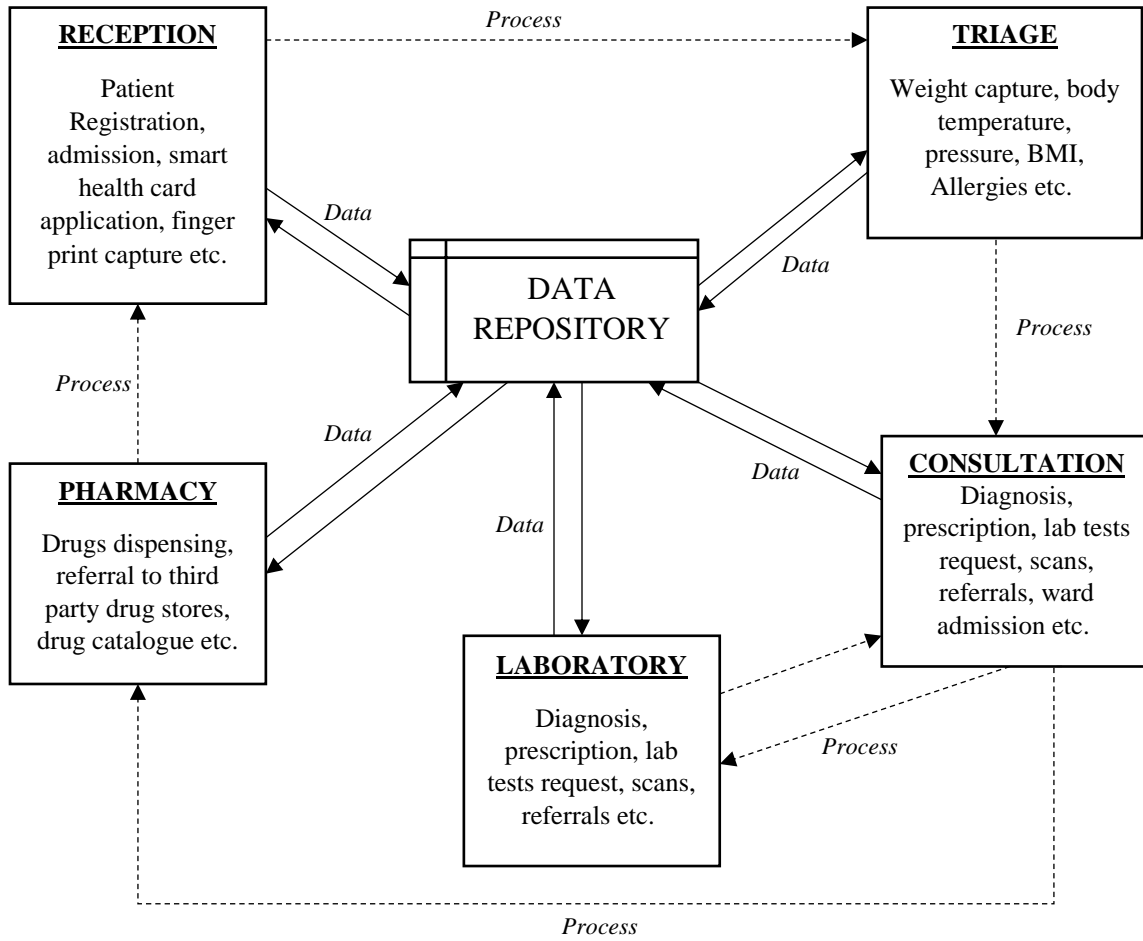 Process
RECEPTION
Patient
Registration,
admission, smart
health card
application, finger
print capture etc.
TRIAGE
Weight capture, body
temperature,
pressure, BMI,
Allergies etc.
Data
Data
DATA
REPOSITORY
Process
Process
Data
Data
Data
PHARMACY
Drugs dispensing,
referral to third
party drug stores,
drug catalogue etc.
CONSULTATION
Diagnosis,
prescription, lab tests
request, scans,
referrals, ward
admission etc.
LABORATORY
Diagnosis,
prescription, lab
tests request, scans,
referrals etc.
Process
Process